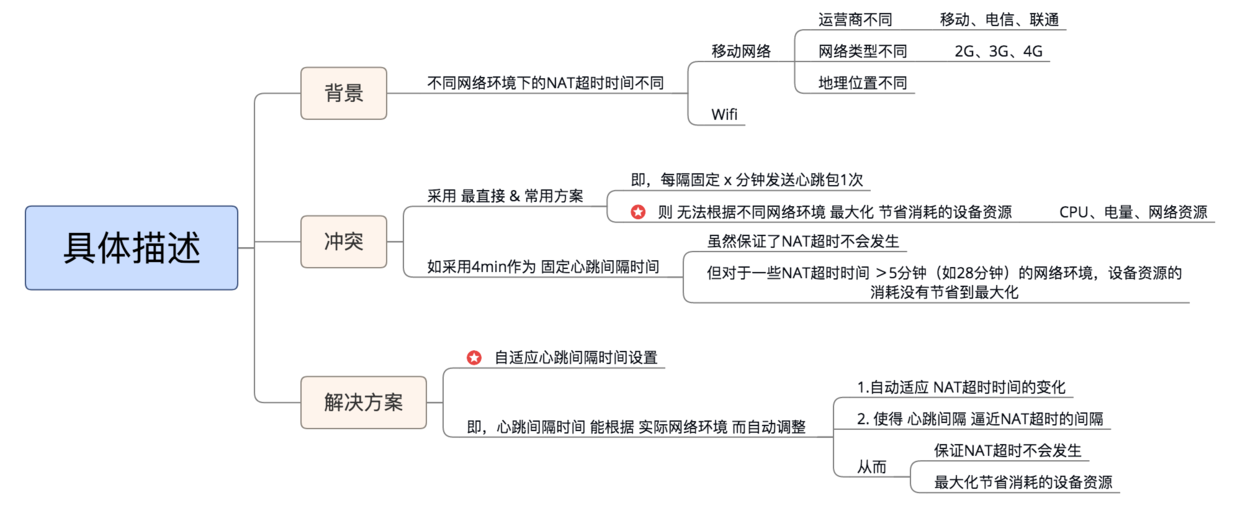 具体描述
背景
不同网络环境下的NAT超时时间不同
移动网络
运营商不同
移动、电信、联通
网络类型不同
2G、3G、4G
地理位置不同
Wifi
冲突
采用 最直接 & 常用方案
即，每隔固定 x 分钟发送心跳包1次
则 无法根据不同网络环境 最大化 节省消耗的设备资源
CPU、电量、网络资源
如采用4min作为 固定心跳间隔时间
虽然保证了NAT超时不会发生
但对于一些NAT超时时间 ＞5分钟（如28分钟）的网络环境，设备资源的
消耗没有节省到最大化
解决方案
自适应心跳间隔时间设置
即，心跳间隔时间 能根据 实际网络环境 而自动调整
1.自动适应 NAT超时时间的变化
2. 使得 心跳间隔 逼近NAT超时的间隔
从而
保证NAT超时不会发生
最大化节省消耗的设备资源